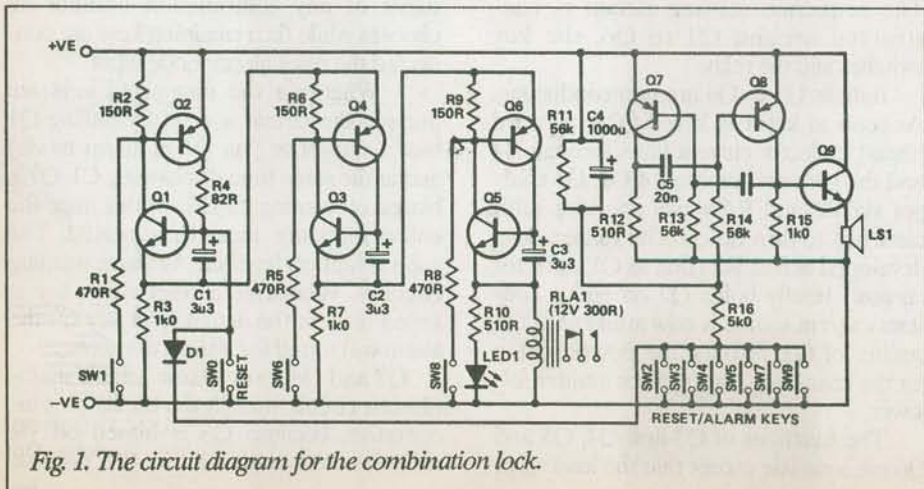 +VE
R2
150R
Q2
R6
150R
Q4
R9
150R
Q6
R11
56k
C4
1000u
Q7
Q8
Q9
R4
82R
Q1
Q3
Q5
C5
20n
R1
470R
C1
3u3
R5
470R
C2
3u3
R8
470R
C3
3u3
R12
510R
R13
56k
R14
56k
R15
1k0
LS1
R3
1k0
R7
1k0
R10
510R
RLA1
(12V 300R)
R16
5k0
SW1
D1
SW0
RESET
SW6
SW8
LED1
SW2
SW3
SW4
SW5
SW7
SW9
-VE
RESET/ALARM KEYS
Fig. 1. The circuit diagram for the combination lock.